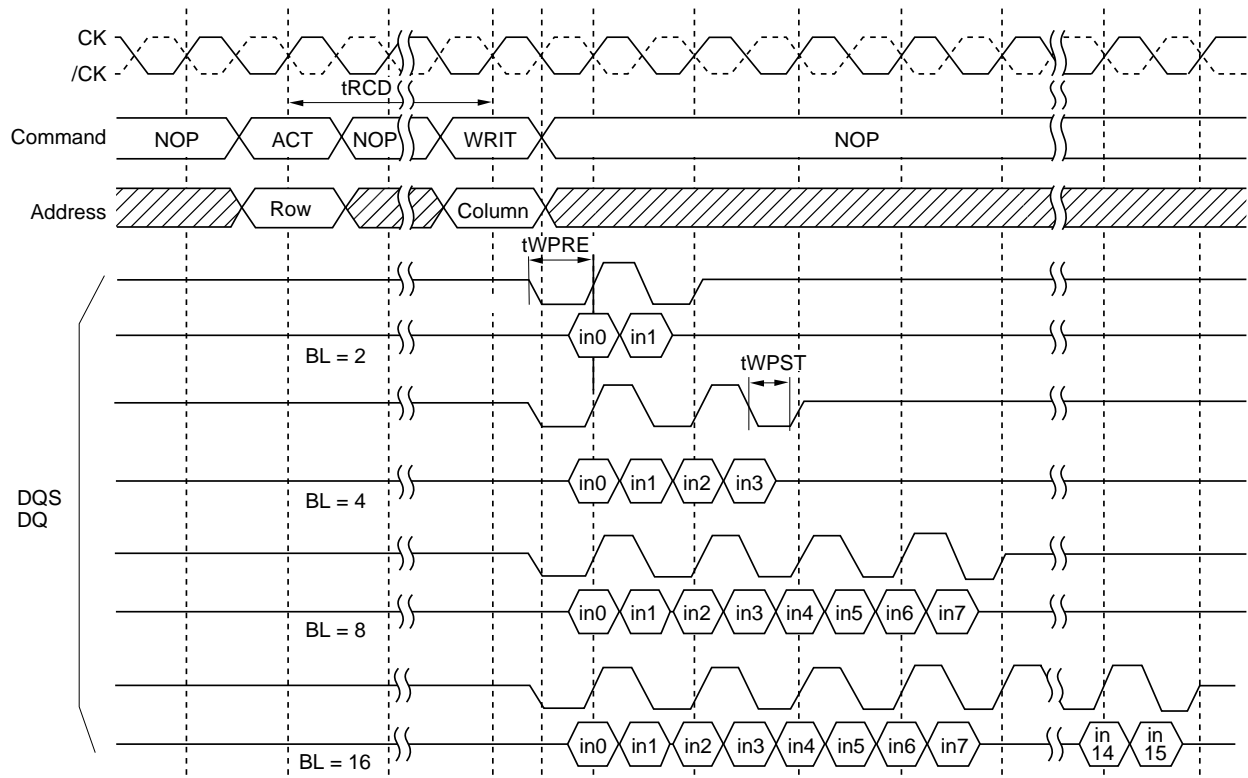 CK
/CK
tRCD
Command NOP ACT NOP WRIT NOP
Address Row Column
tWPRE
in0 in1
BL = 2
tWPST
in0 in1 in2 in3
BL = 4
DQS
DQ
in0 in1 in2 in3 in4 in5 in6 in7
BL = 8
in0 in1 in2 in3 in4 in5 in6 in7 in 14 in 15
BL = 16